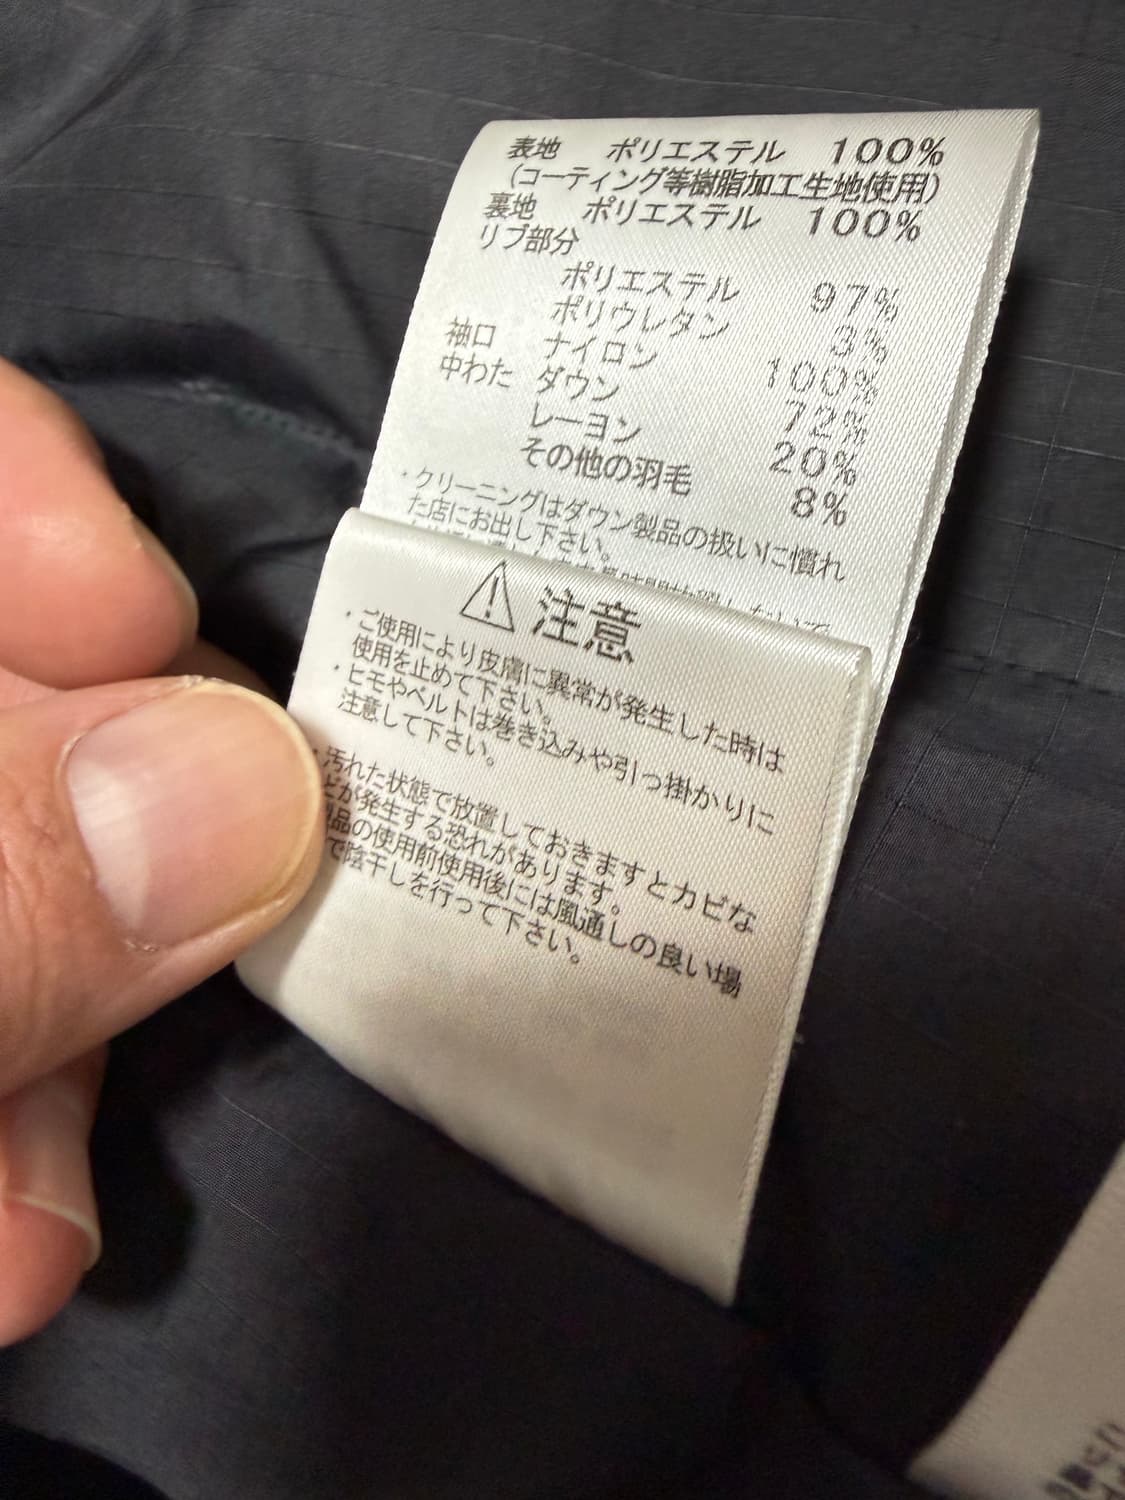 表地 ポリエステル 100%
(コーティング等樹脂加工生地使用)
裏地 ポリエステル 100%
リブ部分
ポリエステル 97%
ポリウレタン 3%
袖口 ナイロン 100%
中わた ダウン 72%
レーヨン 20%
その他の羽毛 8%
・クリーニングはダウン製品の扱いに慣れ
た店にお出し下さい。
⚠ 注意
・ご使用により皮膚に異常が発生した時は
使用を止めて下さい。
・ヒモやベルトは巻き込みや引っ掛かりに
注意して下さい。
・汚れた状態で放置しておきますとカビな
どが発生する恐れがあります。
品の使用前使用後には風通しの良い場
で陰干しを行って下さい。